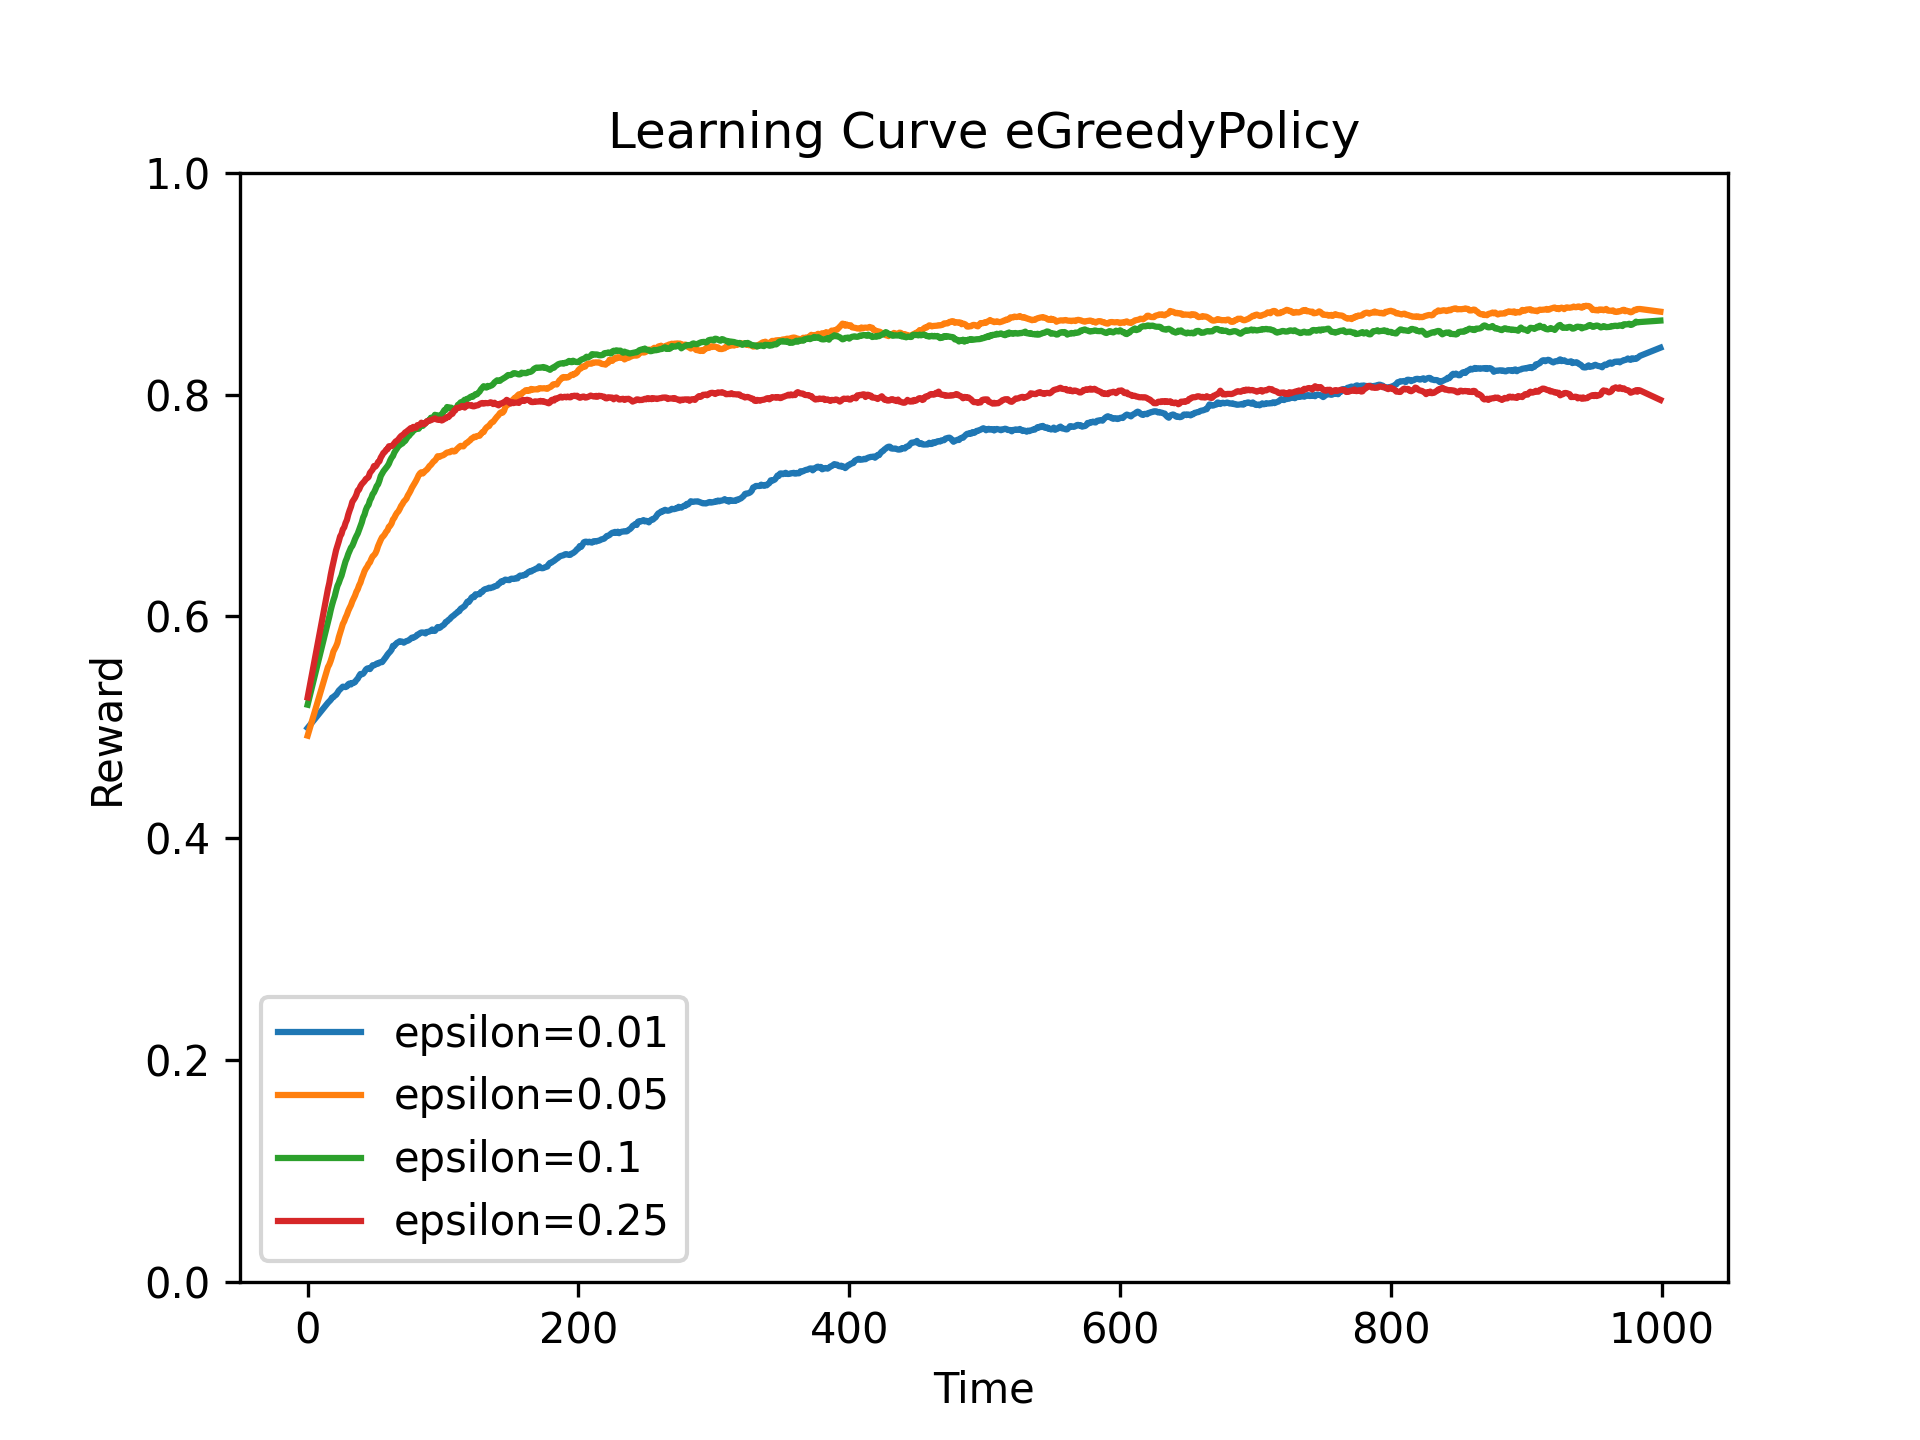 Learning Curve eGreedyPolicy
1.0
0.8
0.6
0.4
0.2
0.0
Reward
epsilon=0.01
epsilon=0.05
epsilon=0.1
epsilon=0.25
0 200 400 600 800 1000
Time